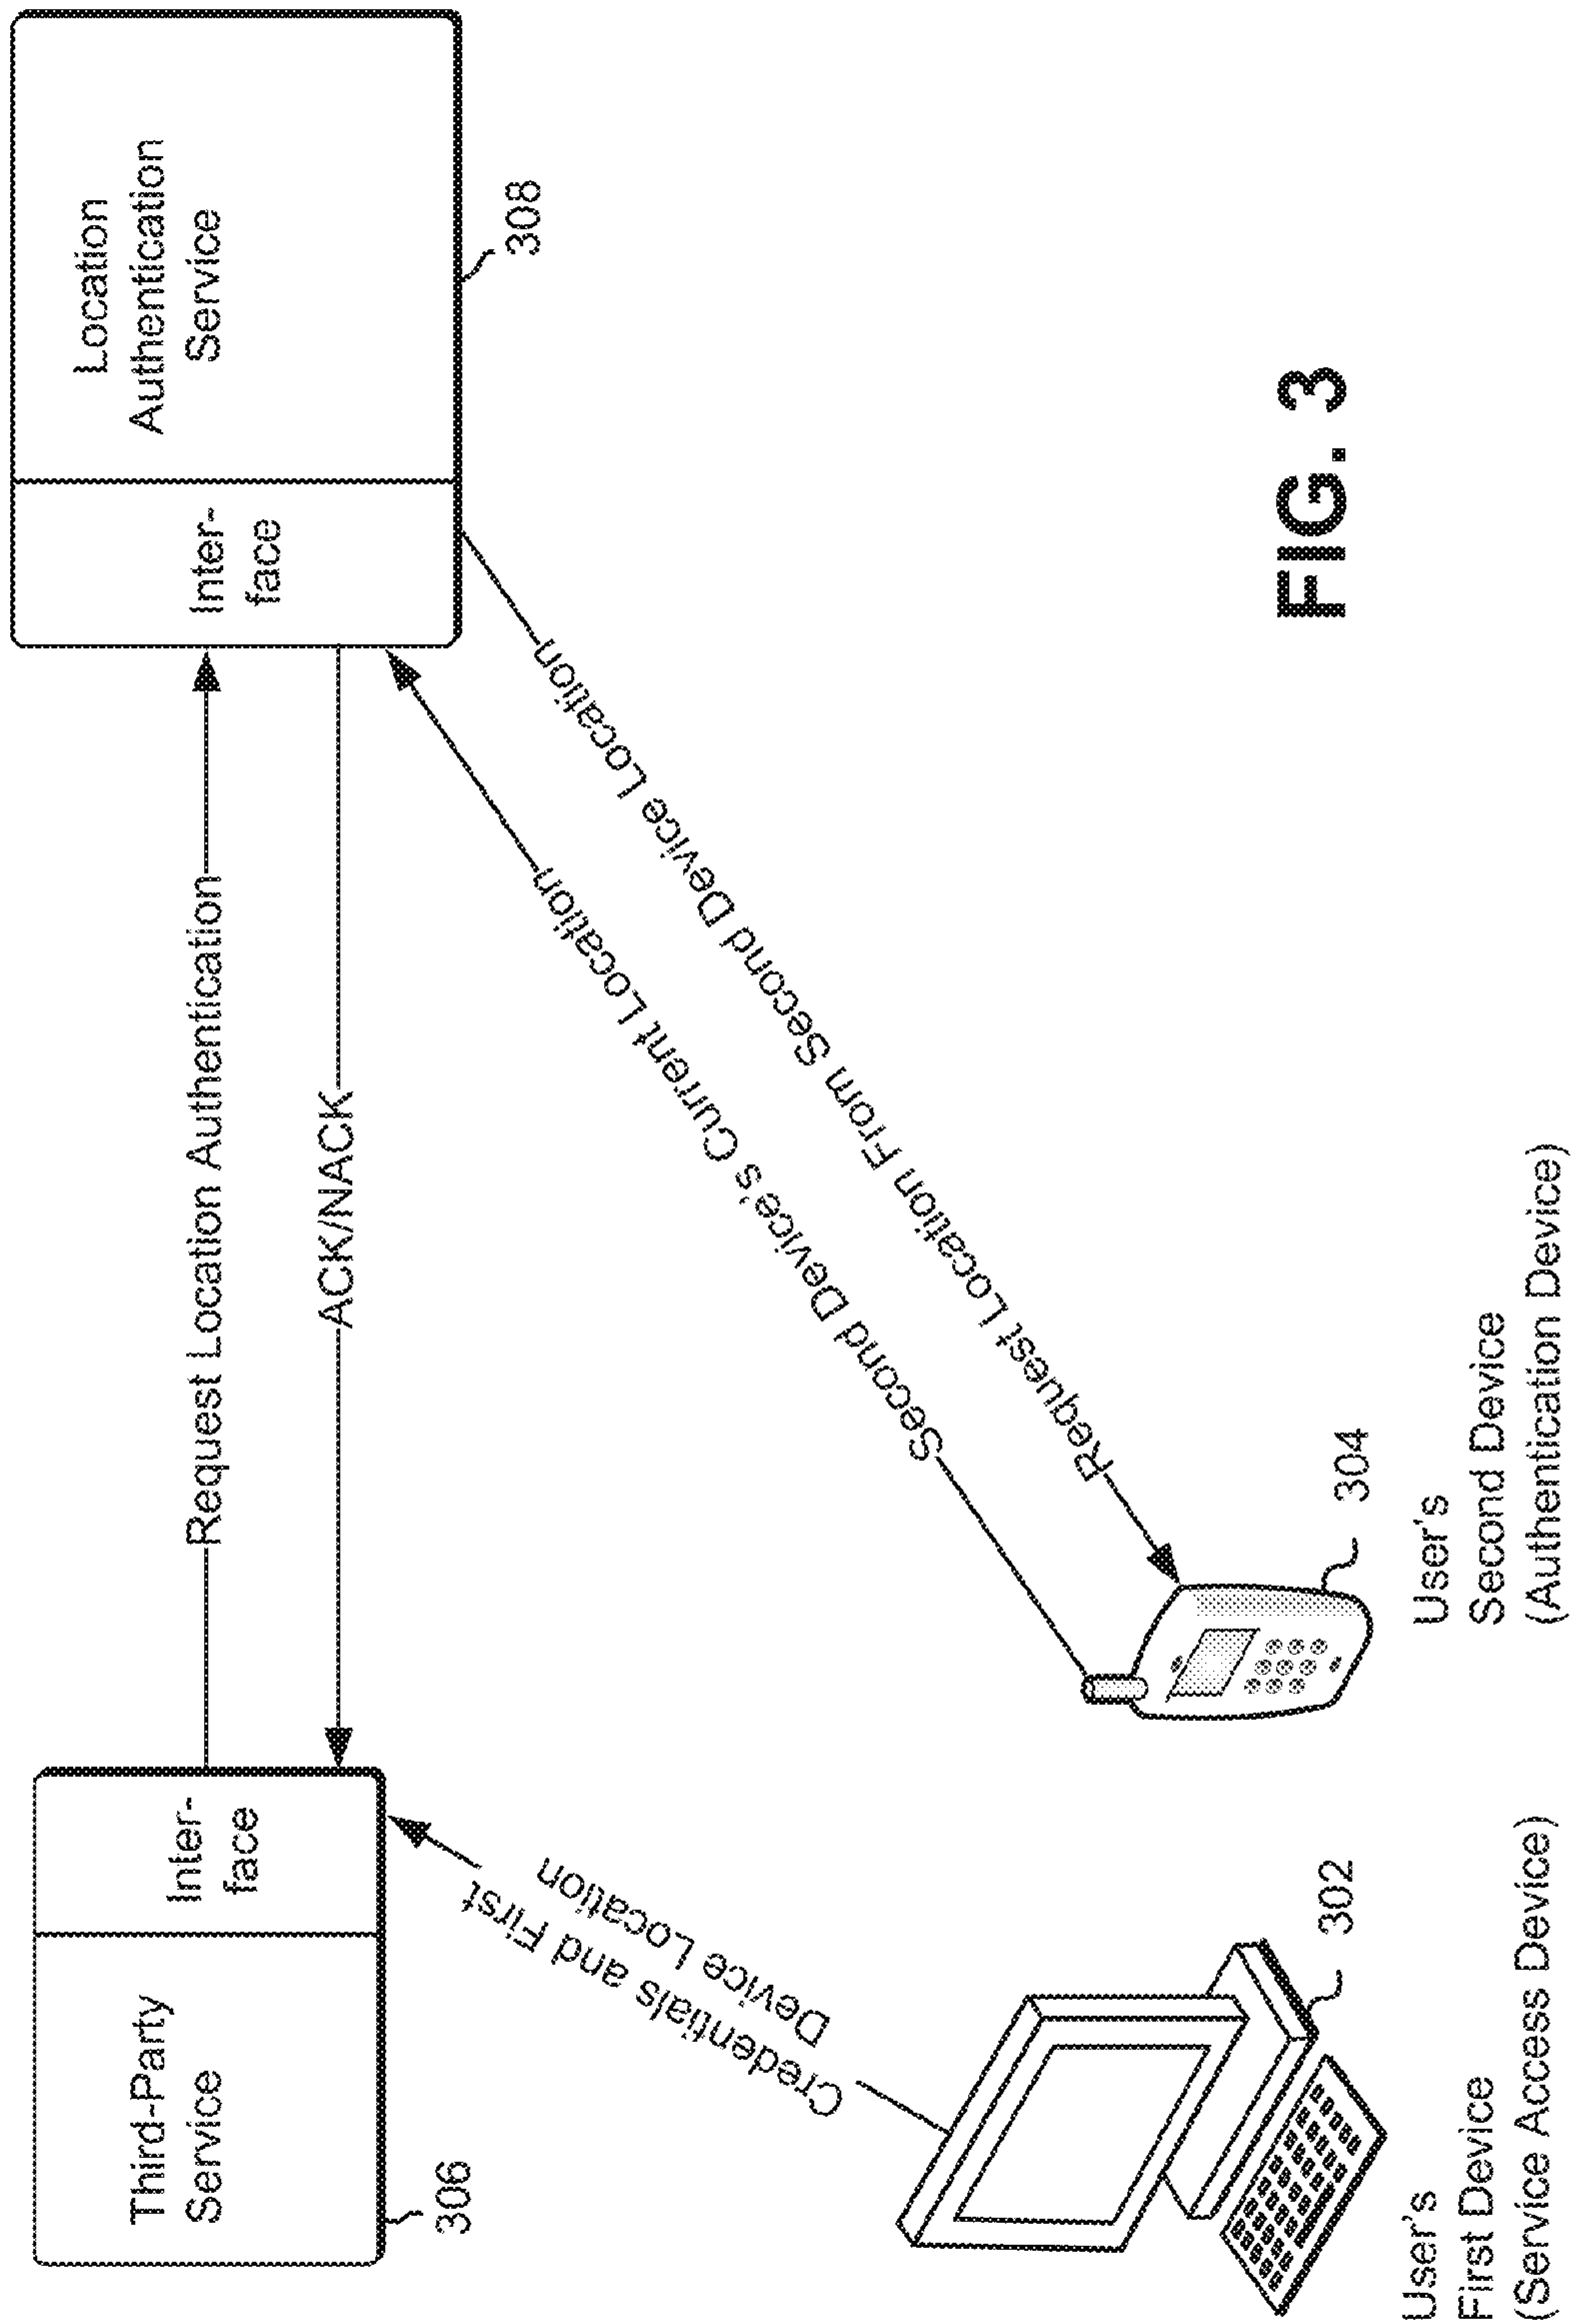 Third-Party
Service
Inter-
face
306
Request Location Authentication
ACK/NACK
Location
Authentication
Service
Inter-
face
308
Credentials and First
Device Location
Second Device's Current Location
Request Location From Second Device Location
302
User's
First Device
(Service Access Device)
304
User's
Second Device
(Authentication Device)
FIG. 3